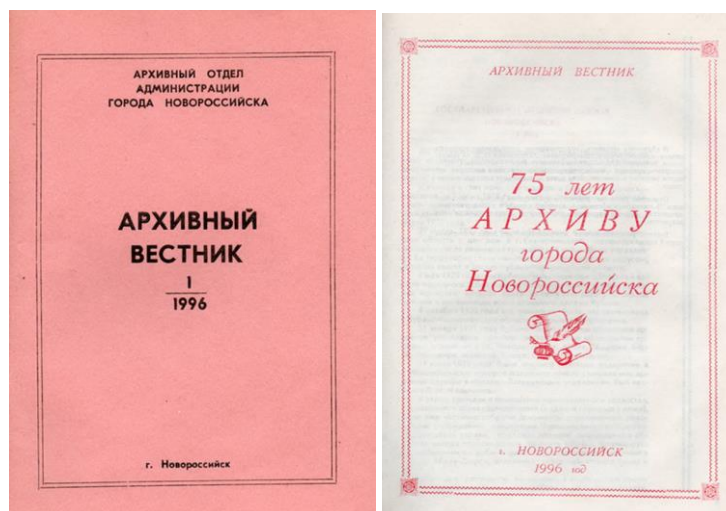 АРХИВНЫЙ ОТДЕЛ
АДМИНИСТРАЦИИ
ГОРОДА НОВОРОССИЙСКА
АРХИВНЫЙ
ВЕСТНИК
1
1996
г. Новороссийск
АРХИВНЫЙ ВЕСТНИК
75 лет
АРХИВУ
города
Новороссийска
г. НОВОРОССИЙСК
1996 год